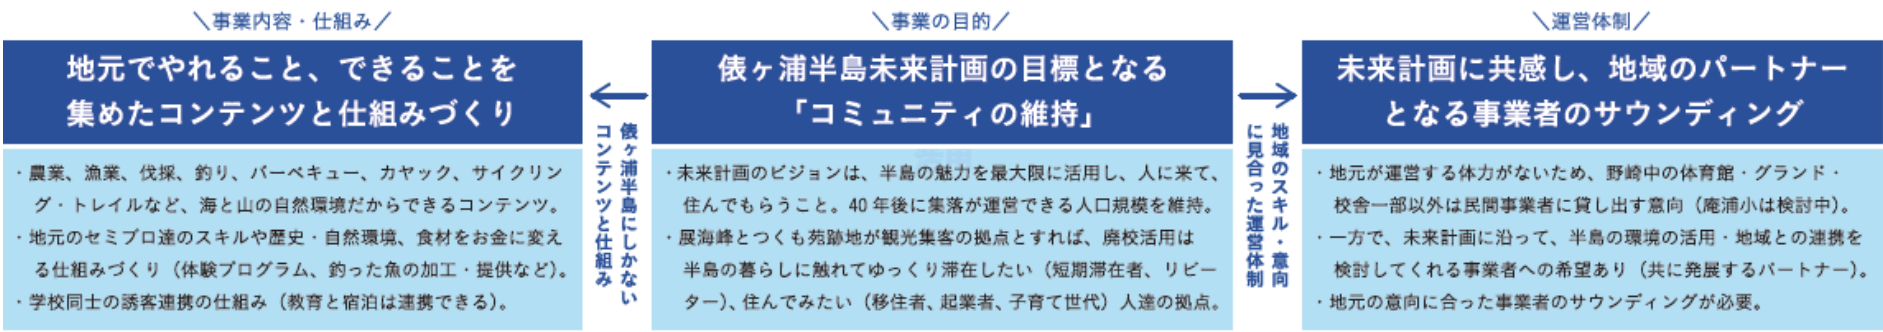 ＼事業内容・仕組み／
地元でやれること、できることを
集めたコンテンツと仕組みづくり
・農業、漁業、伐採、釣り、バーベキュー、カヤック、サイクリン
グ・トレイルなど、海と山の自然環境だからできるコンテンツ。
・地元のセミプロ達のスキルや歴史・自然環境、食材をお金に変え
る仕組みづくり（体験プログラム、釣った魚の加工・提供など）。
・学校同士の誘客連携の仕組み（教育と宿泊は連携できる）。
俵ヶ浦半島にしかない
コンテンツと仕組み
＼事業の目的／
俵ヶ浦半島未来計画の目標となる
「コミュニティの維持」
・未来計画のビジョンは、半島の魅力を最大限に活用し、人に来て、
住んでもらうこと。40年後に集落が運営できる人口規模を維持。
・展海峰とつくも苑跡地が観光集客の拠点とすれば、廃校活用は
半島の暮らしに触れてゆっくり滞在したい（短期滞在者、リピー
ター）、住んでみたい（移住者、起業者、子育て世代）人達の拠点。
地域のスキル・意向
に見合った運営体制
＼運営体制／
未来計画に共感し、地域のパートナー
となる事業者のサウンディング
・地元が運営する体力がないため、野崎中の体育館・グランド・
校舎一部以外は民間事業者に貸し出す意向（庵浦小は検討中）。
・一方で、未来計画に沿って、半島の環境の活用・地域との連携を
検討してくれる事業者への希望あり（共に発展するパートナー）。
・地元の意向に合った事業者のサウンディングが必要。